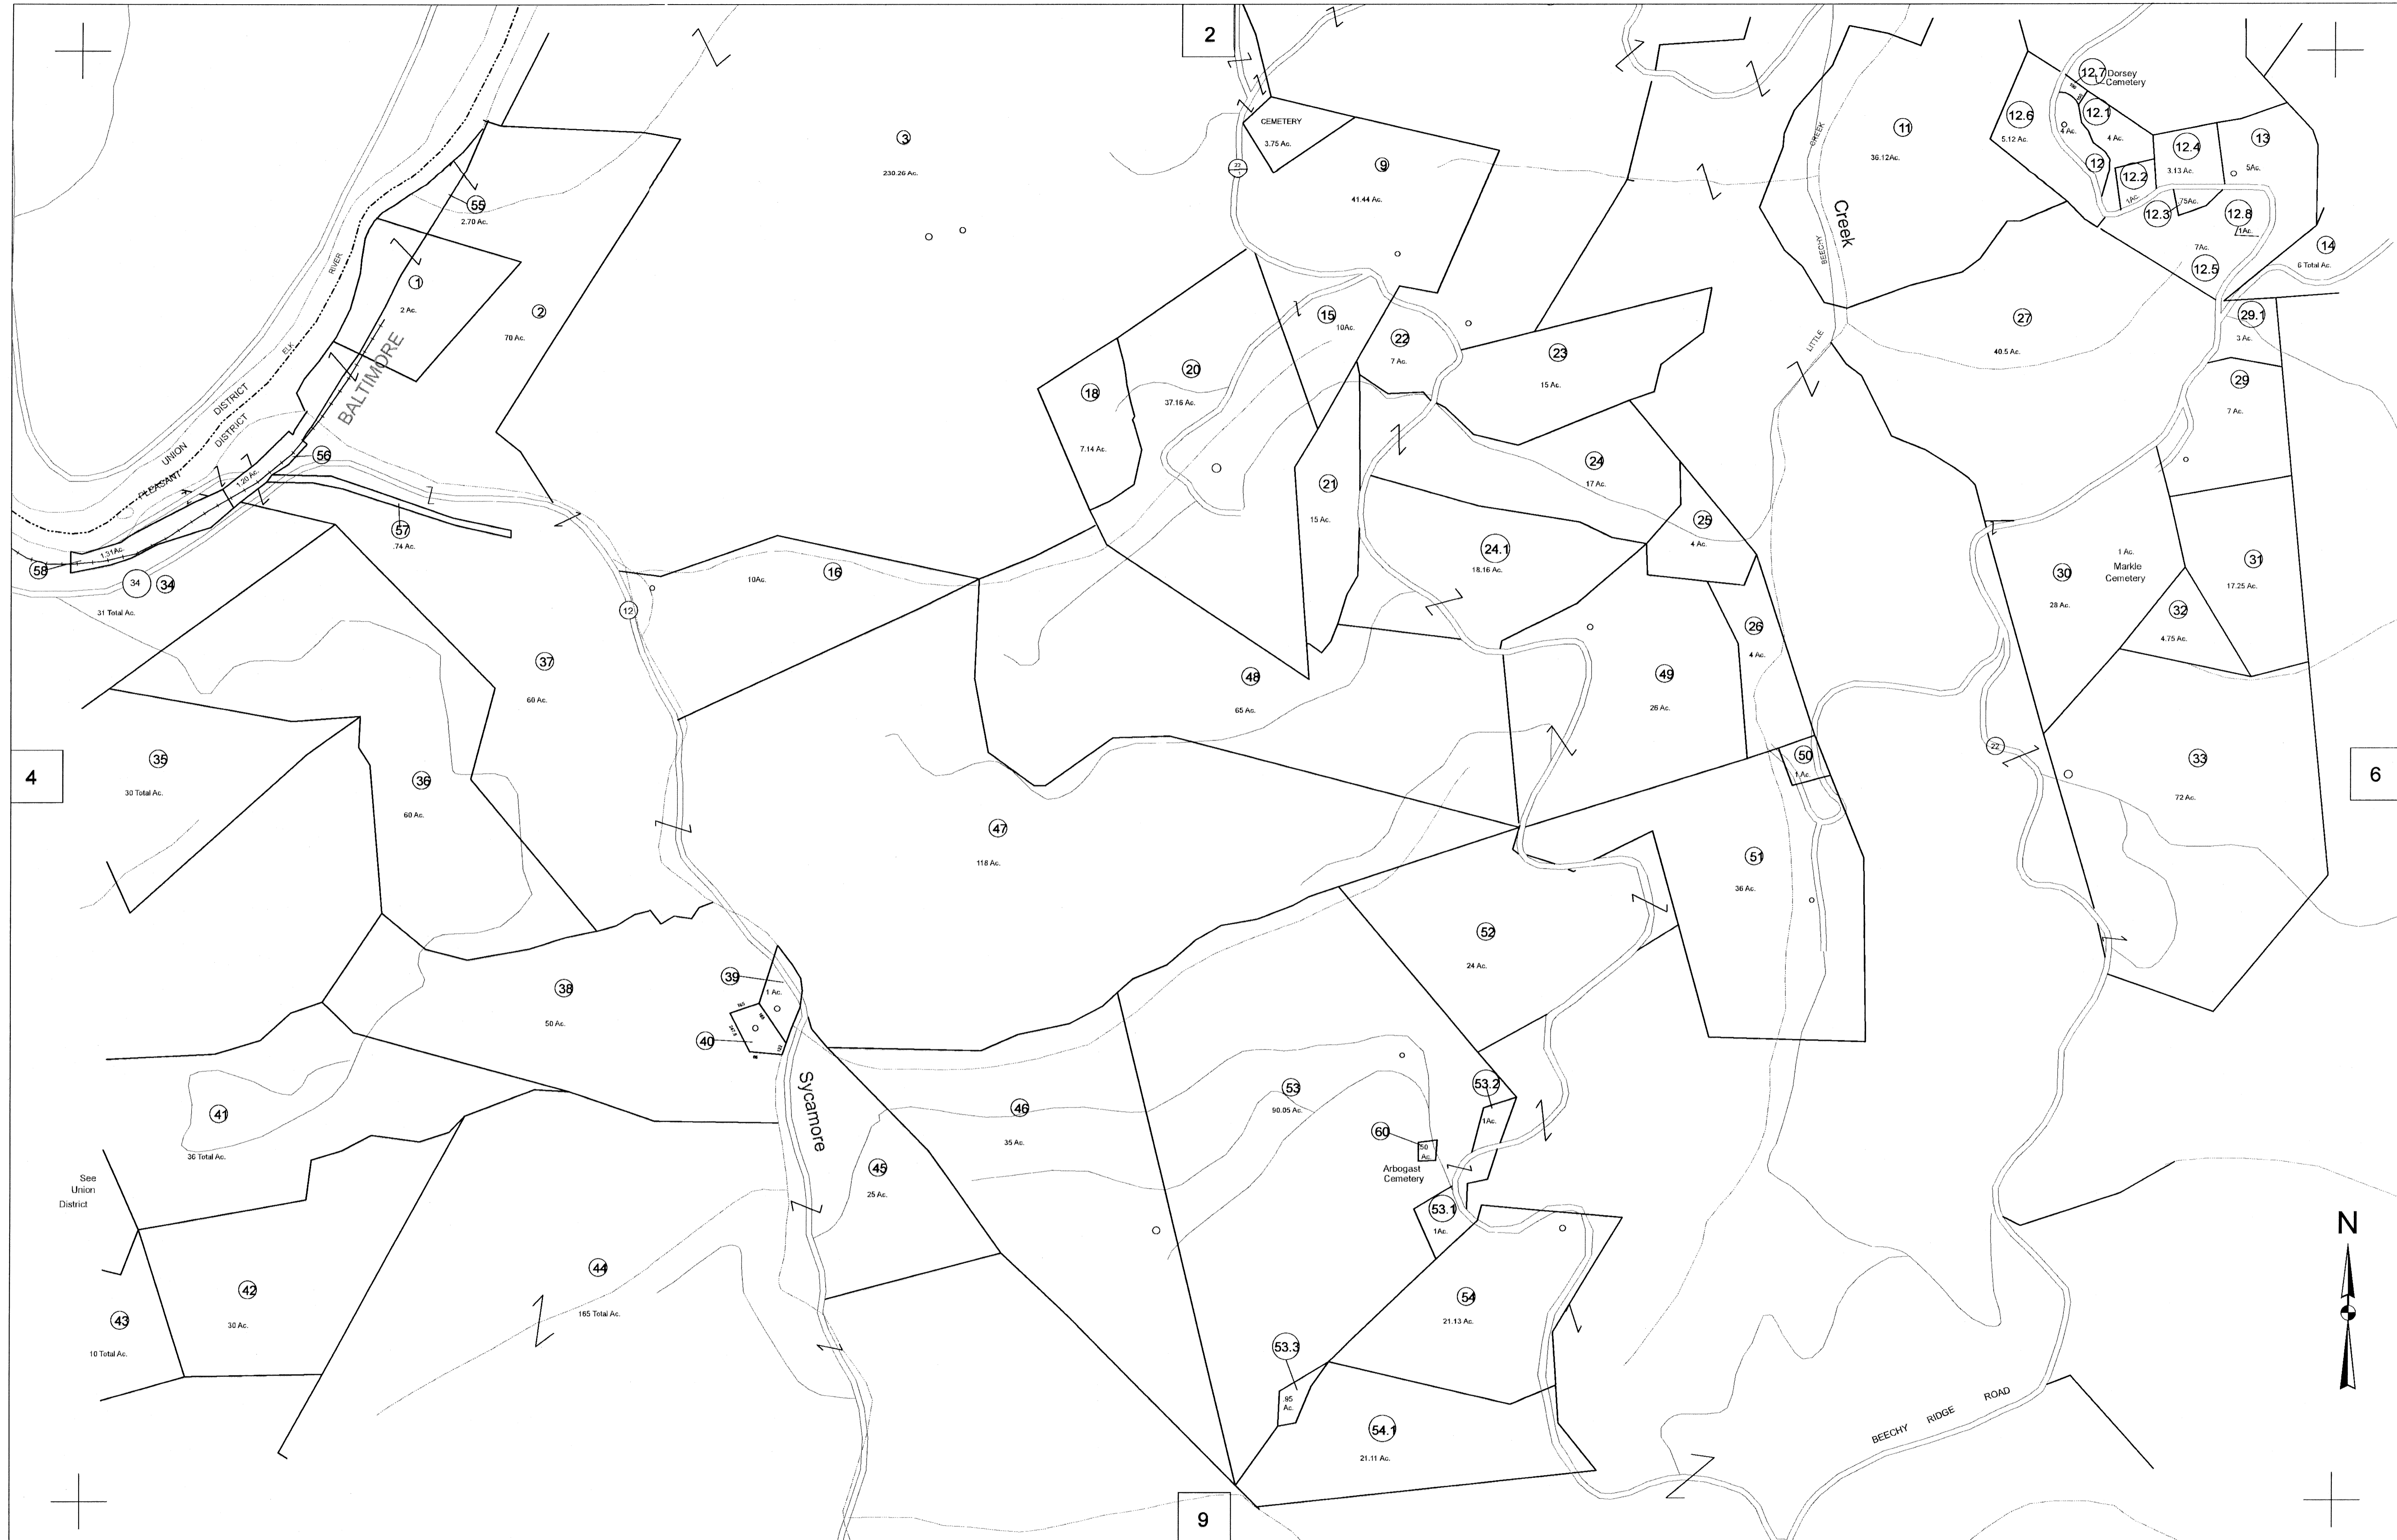 2
12.7
Dorsey
Cemetery
12.6
5.12 Ac.
12.1
4 Ac.
4 Ac.
12
12.2
1Ac.
12.4
3.13 Ac.
13
5Ac.
12.3
.75Ac.
12.8
1Ac.
7Ac.
12.5
14
6 Total Ac.
3
230.26 Ac.
CEMETERY
3.75 Ac.
22
1
9
41.44 Ac.
11
36.12Ac.
CREEK
BEECHY
LITTLE
Creek
55
2.70 Ac.
1
2 Ac.
2
70 Ac.
RIVER
ELK
BALTIMORE
DISTRICT
UNION
DISTRICT
PLEASANT
15
10Ac.
22
7 Ac.
23
15 Ac.
27
40.5 Ac.
29.1
3 Ac.
29
7 Ac.
18
7.14 Ac.
20
37.16 Ac.
21
15 Ac.
24
17 Ac.
25
4 Ac.
24.1
18.16 Ac.
56
1.20 Ac.
57
.74 Ac.
1.31Ac.
58
34
34
31 Total Ac.
12
10Ac.
16
30
28 Ac.
1 Ac.
Markle
Cemetery
31
17.25 Ac.
32
4.75 Ac.
26
4 Ac.
37
60 Ac.
48
65 Ac.
49
26 Ac.
50
1 Ac.
22
33
72 Ac.
4
6
35
30 Total Ac.
36
60 Ac.
47
118 Ac.
51
36 Ac.
52
24 Ac.
38
50 Ac.
39
1 Ac.
40
Sycamore
41
36 Total Ac.
46
35 Ac.
53
90.05 Ac.
53.2
1Ac.
60
.50
Ac.
Arbogast
Cemetery
53.1
1Ac.
45
25 Ac.
See
Union
District
42
30 Ac.
43
10 Total Ac.
44
165 Total Ac.
54
21.13 Ac.
53.3
.95
Ac.
54.1
21.11 Ac.
N
BEECHY RIDGE ROAD
9